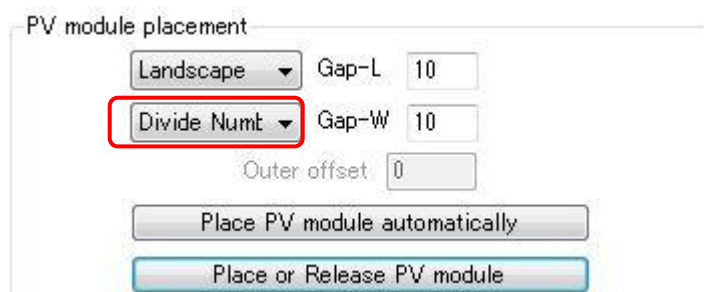 PV module placement
Landscape Gap-L 10
Divide Numb Gap-W 10
Outer offset 0
Place PV module automatically
Place or Release PV module